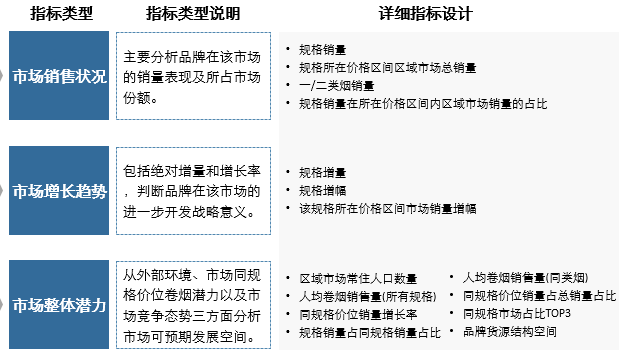 指标类型
指标类型说明
详细指标设计
市场销售状况
主要分析品牌在该市场
的销量表现及所占市场
份额。
• 规格销量
• 规格所在价格区间区域市场总销量
• 一/二类烟销量
• 规格销量在所在价格区间内区域市场销量的占比
市场增长趋势
包括绝对增量和增长率
，判断品牌在该市场的
进一步开发战略意义。
• 规格增量
• 规格增幅
• 该规格所在价格区间市场销量增幅
市场整体潜力
从外部环境、市场同规
格价位卷烟潜力以及市
场竞争态势三方面分析
市场可预期发展空间。
• 区域市场常住人口数量
• 人均卷烟销售量(所有规格)
• 同规格价位销量增长率
• 规格销量占同规格销量占比
• 人均卷烟销售量(同类烟)
• 同规格价位销量占总销量占比
• 同规格市场占比TOP3
• 品牌货源结构空间